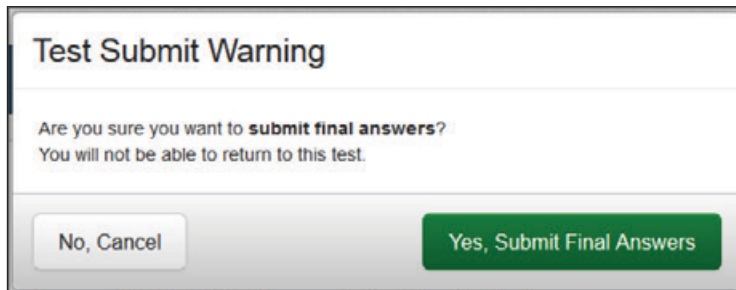 Test Submit Warning
Are you sure you want to submit final answers?
You will not be able to return to this test.
No, Cancel
Yes, Submit Final Answers